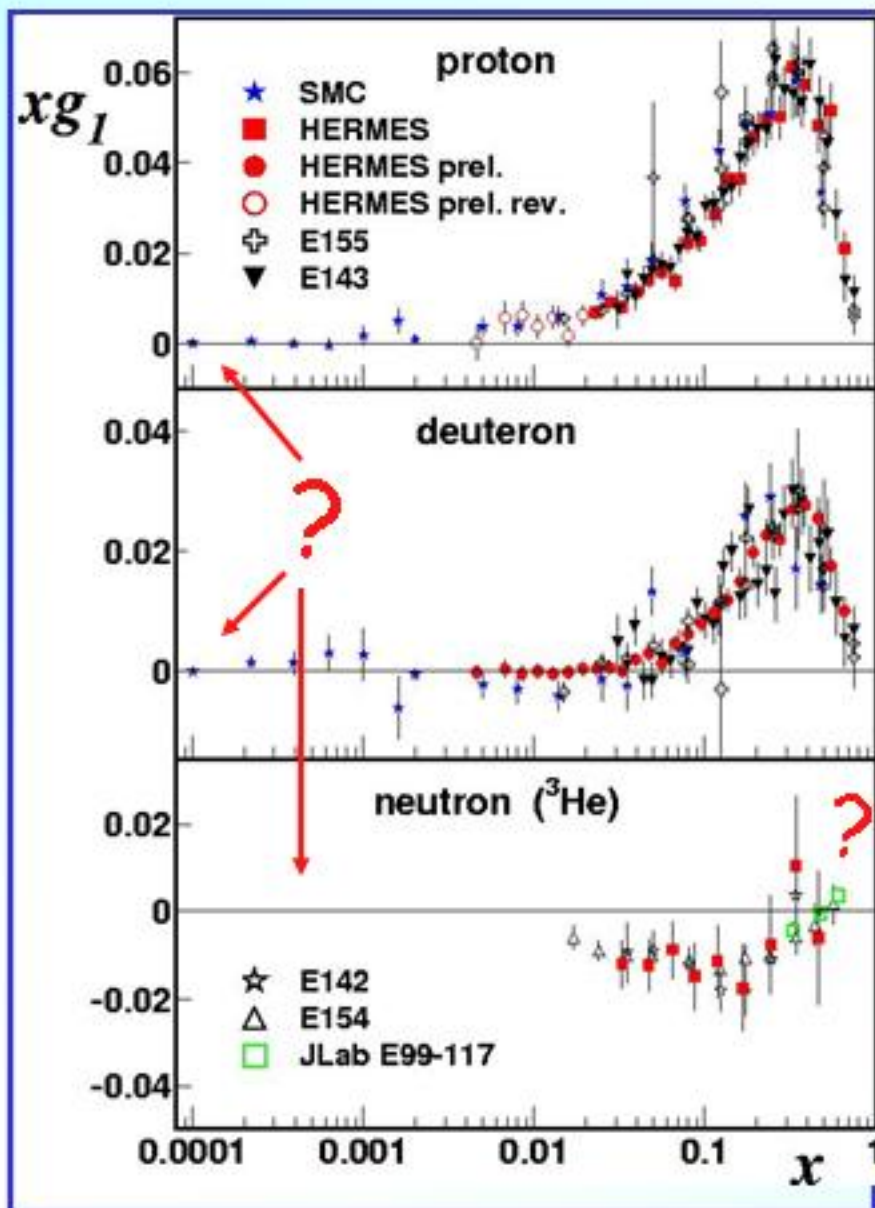 xg₁
proton
0.06
0.04
0.02
0
SMC
HERMES
HERMES prel.
HERMES prel. rev.
E155
E143
deuteron
0.04
0.02
0
?
neutron (³He)
?
0.02
0
-0.02
-0.04
E142
E154
JLab E99-117
0.0001 0.001 0.01 0.1 1
x